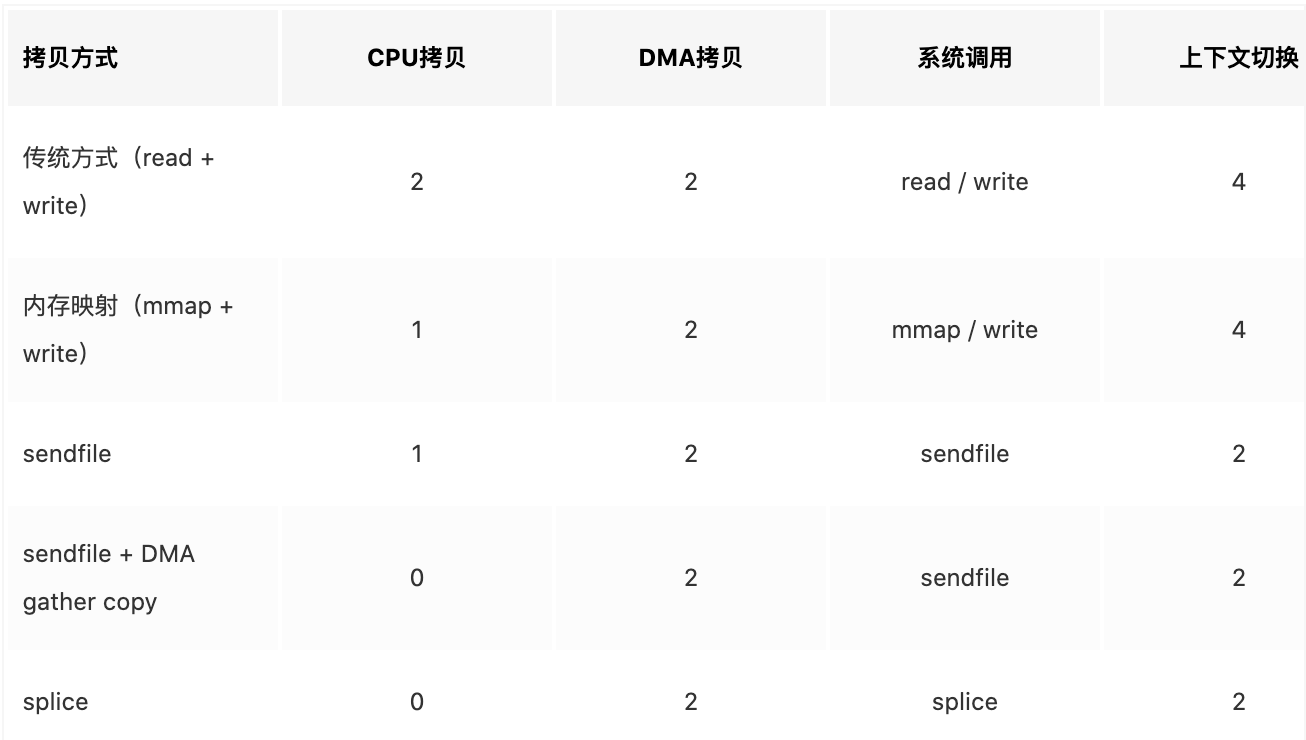 拷贝方式 CPU拷贝 DMA拷贝 系统调用 上下文切换
传统方式（read +
write） 2 2 read / write 4
内存映射（mmap +
write） 1 2 mmap / write 4
sendfile 1 2 sendfile 2
sendfile + DMA
gather copy 0 2 sendfile 2
splice 0 2 splice 2